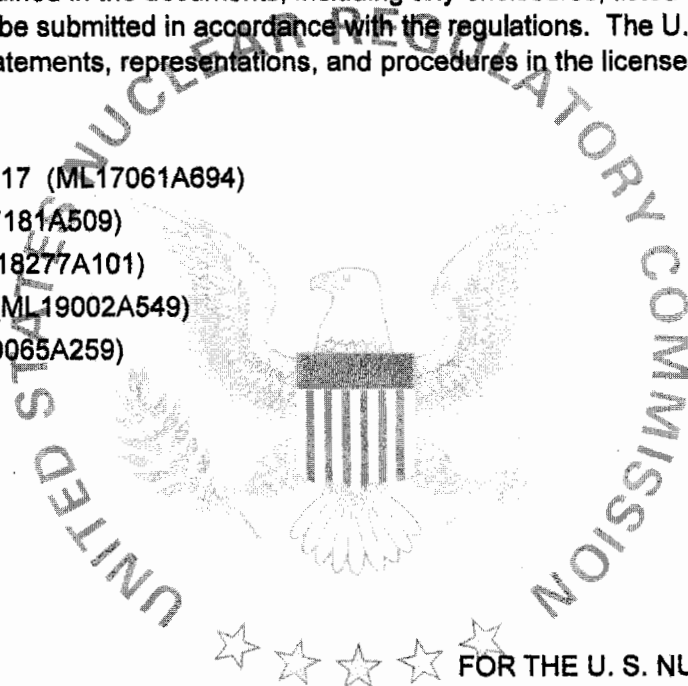 be submitted in accordance with the regulations. The U.
atements, representations, and procedures in the license
17 (ML17061A694)
181A509)
18277A101)
ML19002A549)
065A259)
UNITED STATES NUCLEAR REGULATORY COMMISSION
FOR THE U. S. NU